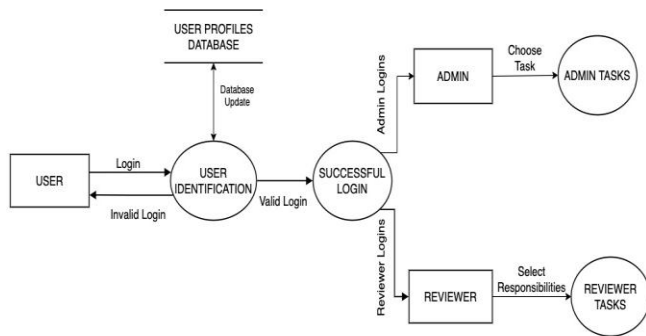 USER PROFILES
DATABASE
Database
Update
USER
Login
Invalid Login
USER
IDENTIFICATION
Valid Login
SUCCESSFUL
LOGIN
Admin Logins
ADMIN
Choose
Task
ADMIN TASKS
Reviewer Logins
REVIEWER
Select
Responsibilities
REVIEWER
TASKS